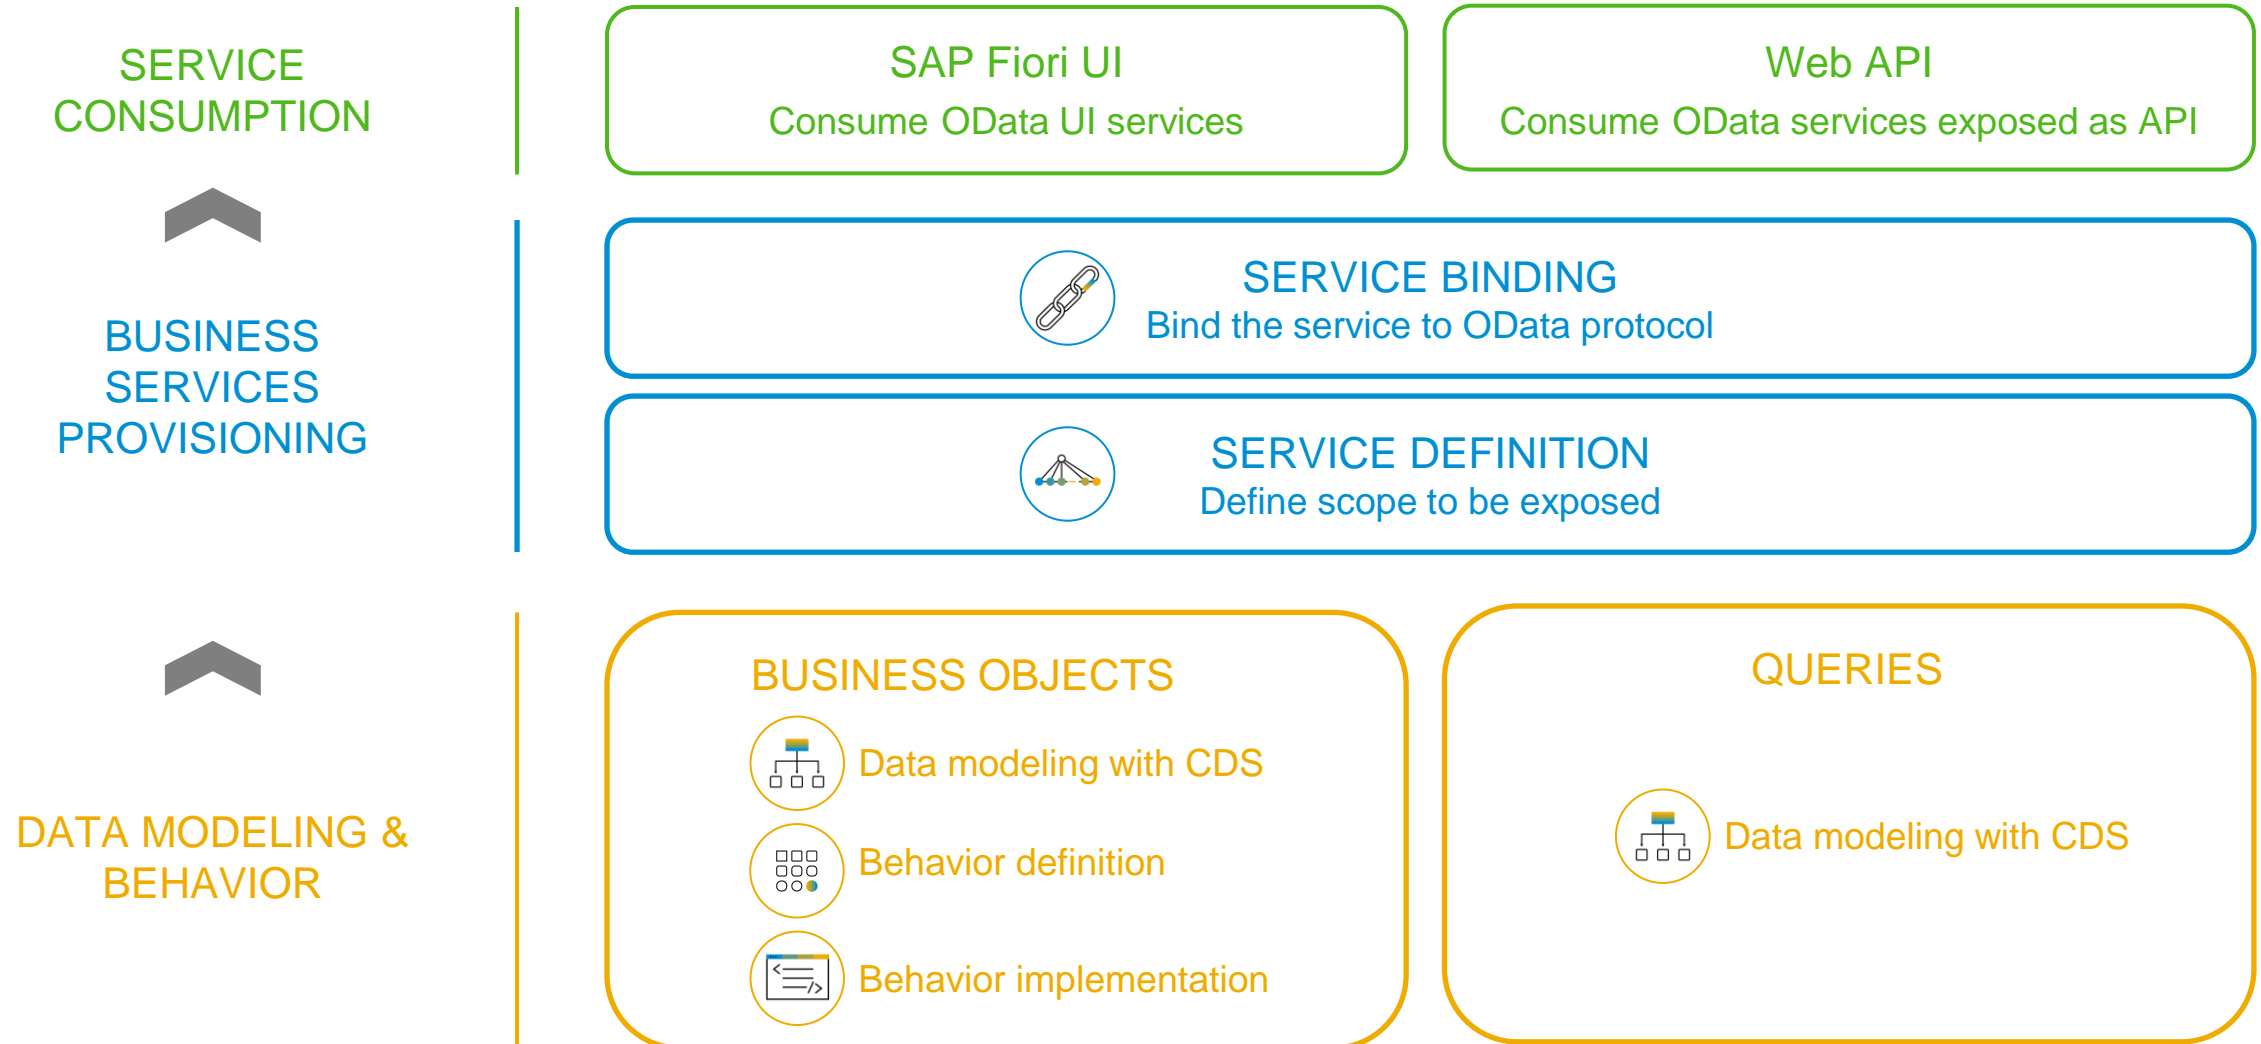 SERVICE
CONSUMPTION
SAP Fiori UI
Consume OData UI services
Web API
Consume OData services exposed as API
BUSINESS
SERVICES
PROVISIONING
SERVICE BINDING
Bind the service to OData protocol
SERVICE DEFINITION
Define scope to be exposed
DATA MODELING &
BEHAVIOR
BUSINESS OBJECTS
Data modeling with CDS
Behavior definition
Behavior implementation
QUERIES
Data modeling with CDS